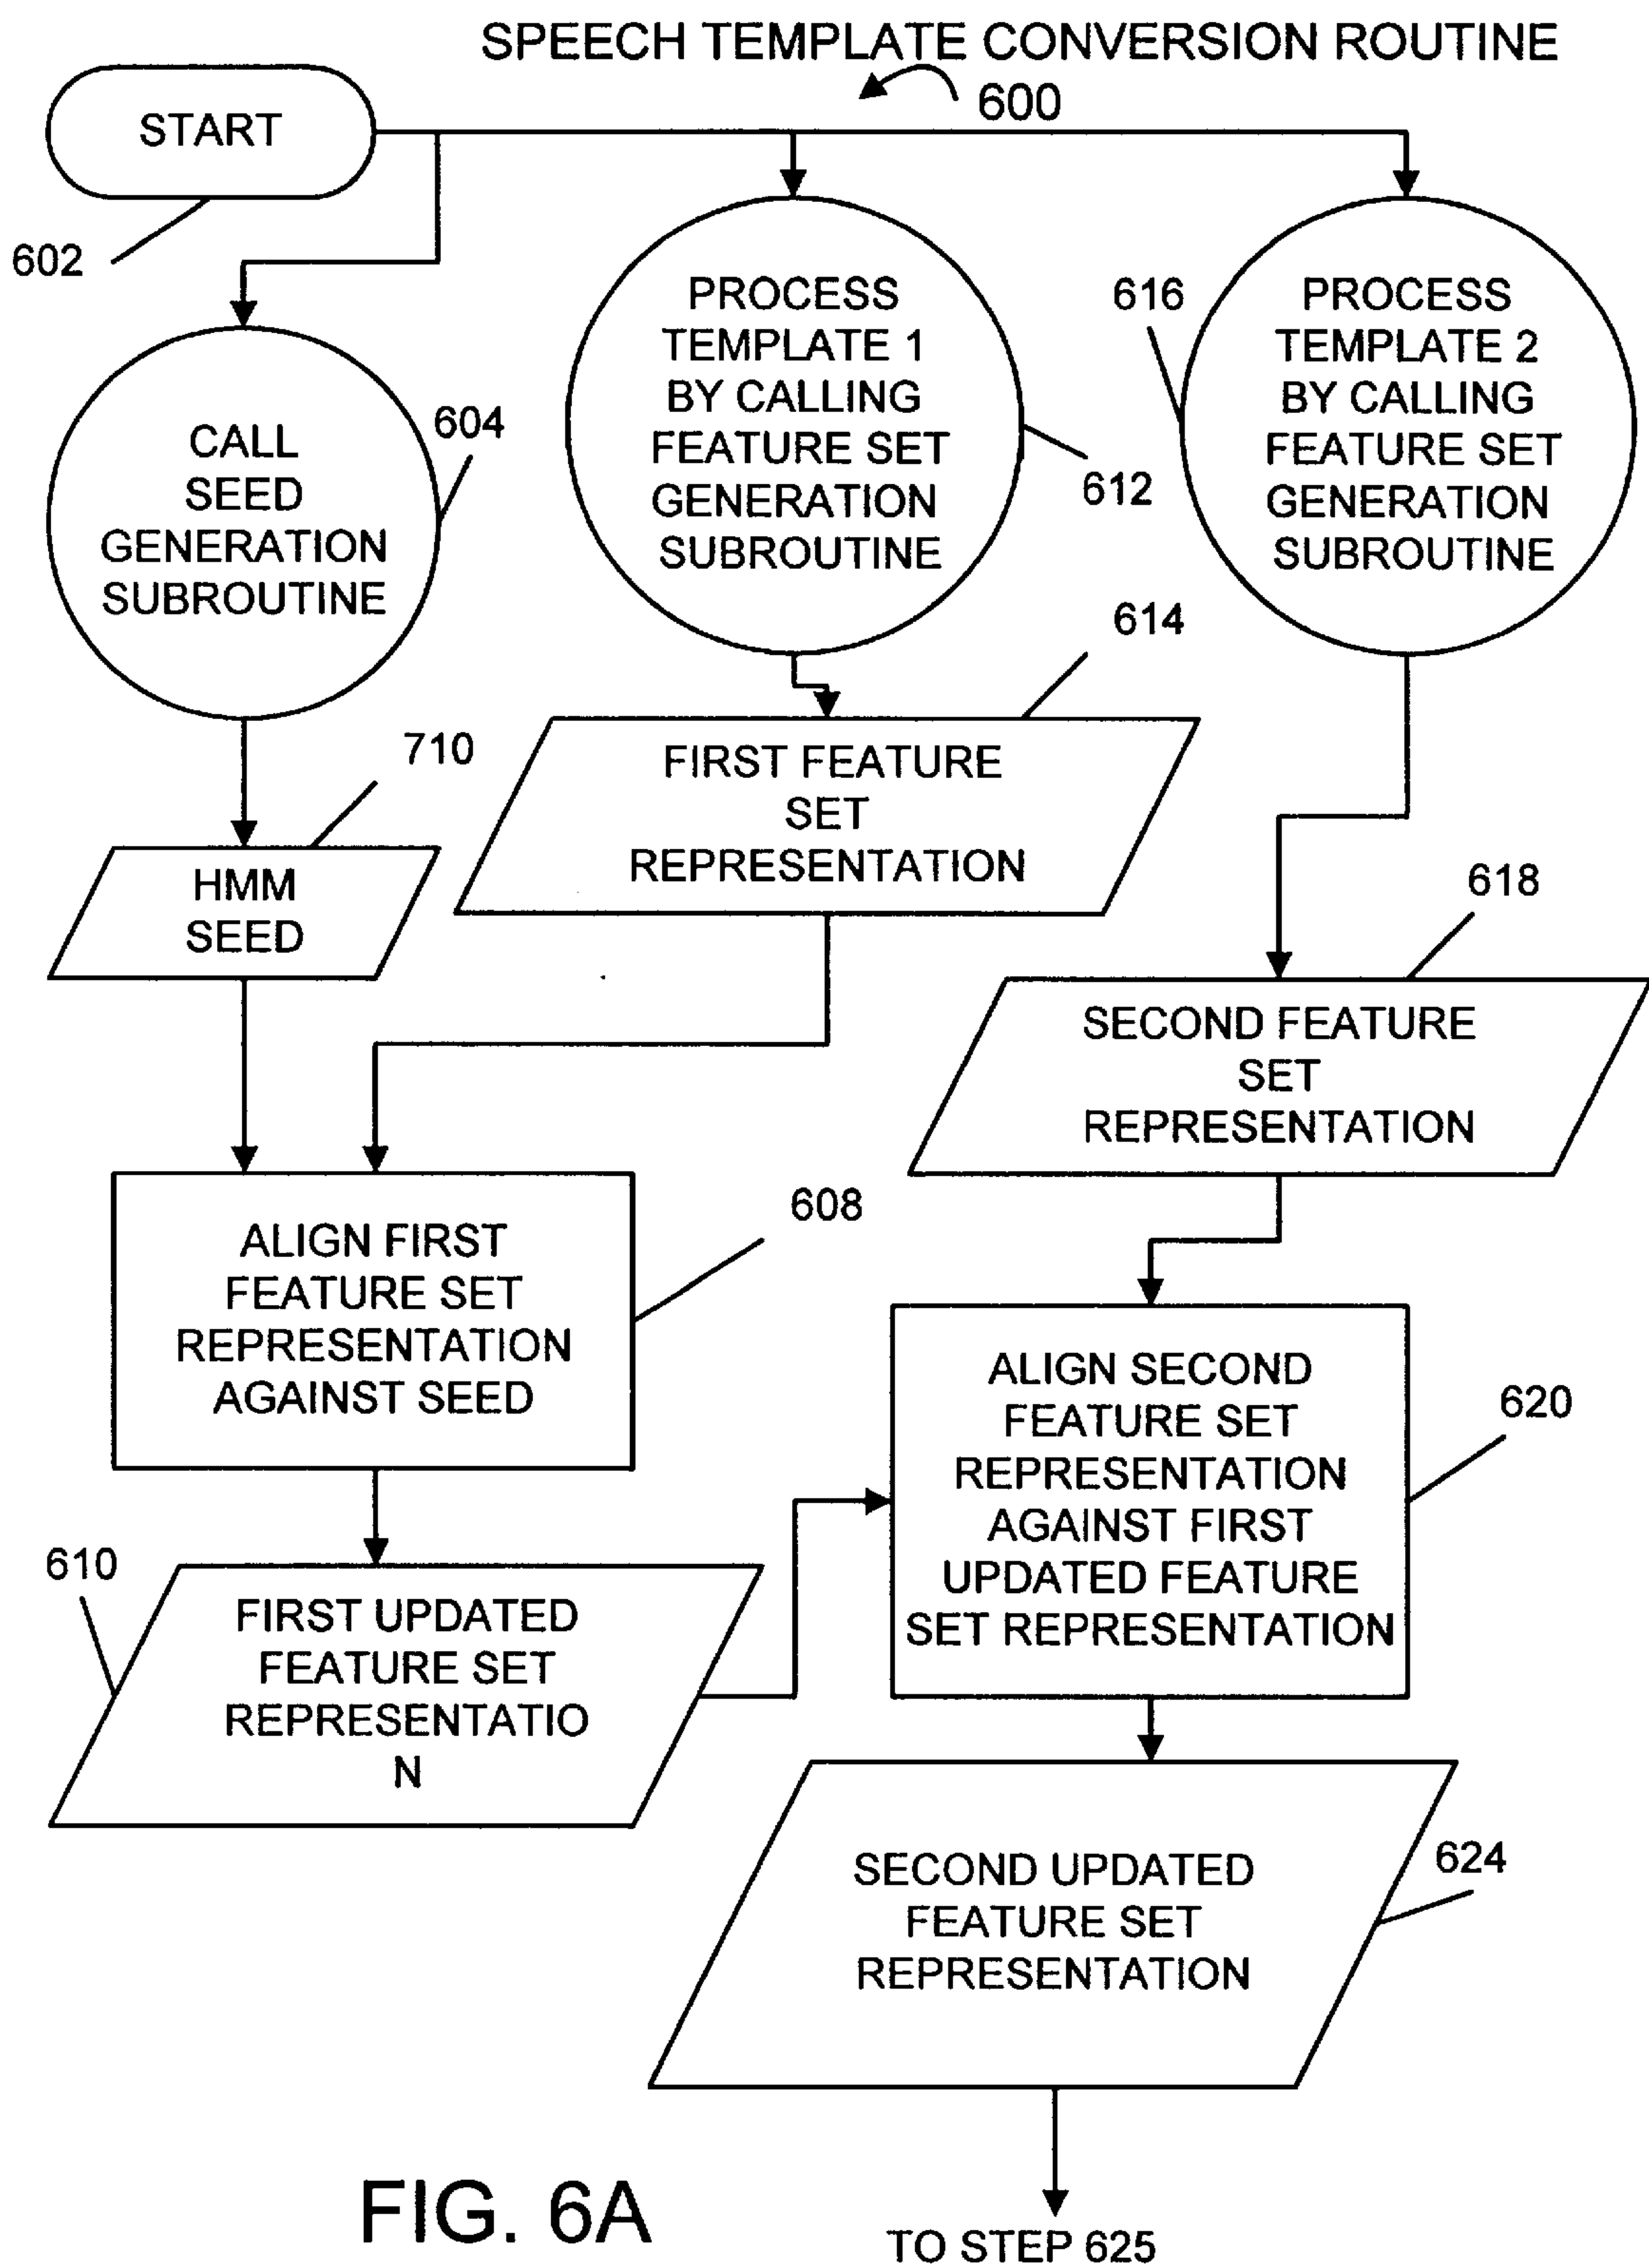 SPEECH TEMPLATE CONVERSION ROUTINE
600
START
602
CALL
SEED
GENERATION
SUBROUTINE
604
PROCESS
TEMPLATE 1
BY CALLING
FEATURE SET
GENERATION
SUBROUTINE
612
616
PROCESS
TEMPLATE 2
BY CALLING
FEATURE SET
GENERATION
SUBROUTINE
614
710
HMM
SEED
FIRST FEATURE
SET
REPRESENTATION
618
SECOND FEATURE
SET
REPRESENTATION
608
ALIGN FIRST
FEATURE SET
REPRESENTATION
AGAINST SEED
ALIGN SECOND
FEATURE SET
REPRESENTATION
AGAINST FIRST
UPDATED FEATURE
SET REPRESENTATION
620
610
FIRST UPDATED
FEATURE SET
REPRESENTATIO
N
SECOND UPDATED
FEATURE SET
REPRESENTATION
624
FIG. 6A
TO STEP 625